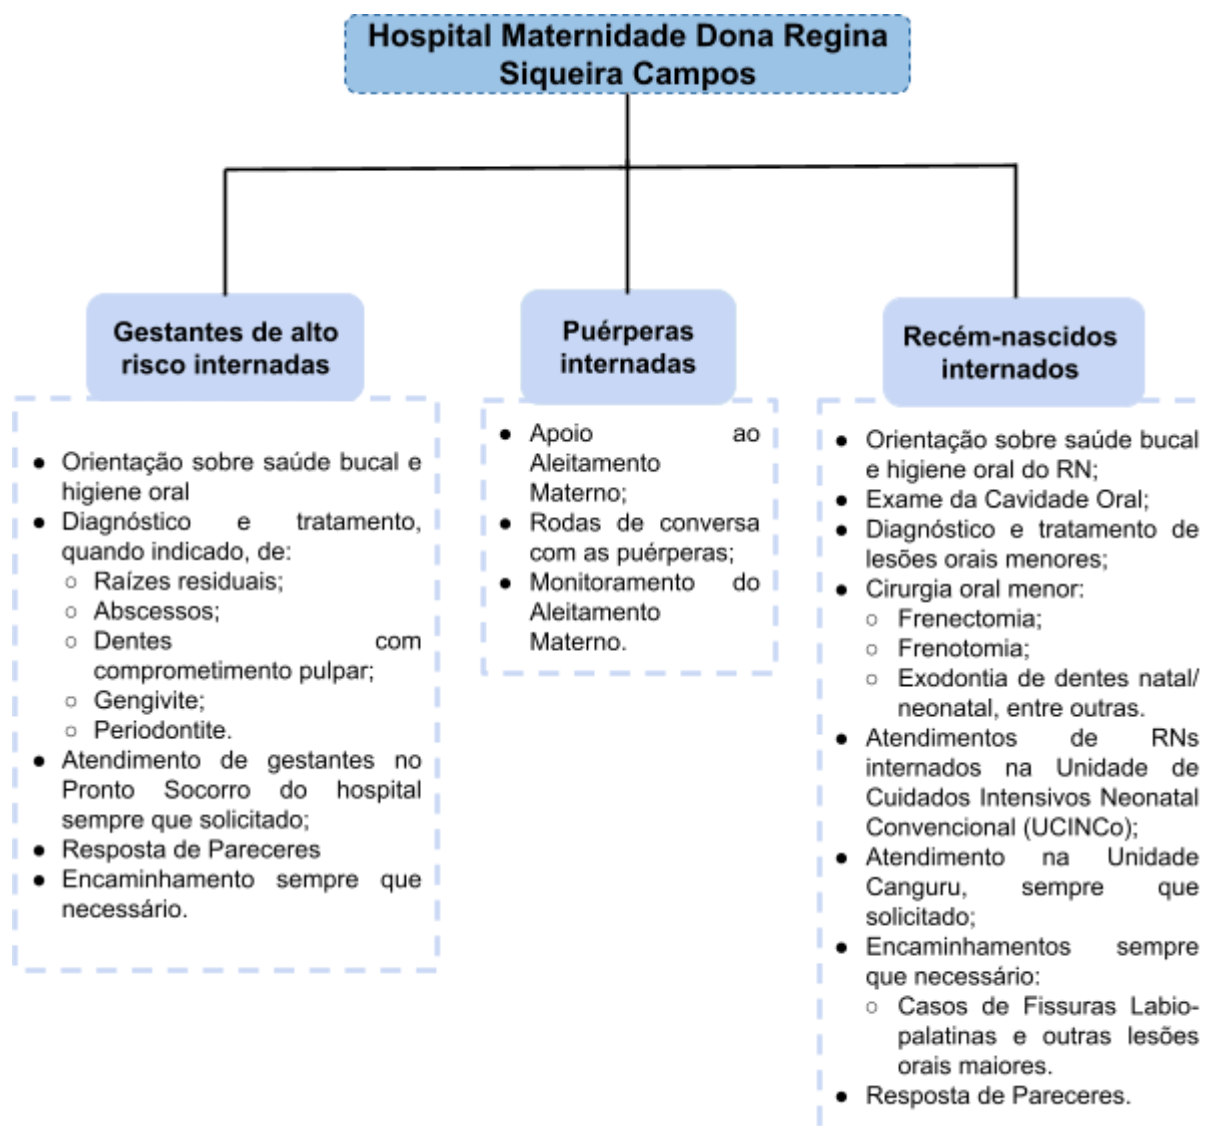 Hospital Maternidade Dona Regina
Siqueira Campos
Gestantes de alto
risco internadas
● Orientação sobre saúde bucal e
higiene oral
● Diagnóstico e tratamento,
quando indicado, de:
○ Raízes residuais;
○ Abscessos;
○ Dentes com
comprometimento pulpar;
○ Gengivite;
○ Periodontite.
● Atendimento de gestantes no
Pronto Socorro do hospital
sempre que solicitado;
● Resposta de Pareceres
● Encaminhamento sempre que
necessário.
Puérperas
internadas
● Apoio ao
Aleitamento
Materno;
● Rodas de conversa
com as puérperas;
● Monitoramento do
Aleitamento
Materno.
Recém-nascidos
internados
● Orientação sobre saúde bucal
e higiene oral do RN;
● Exame da Cavidade Oral;
● Diagnóstico e tratamento de
lesões orais menores;
● Cirurgia oral menor:
○ Frenectomia;
○ Frenotomia;
○ Exodontia de dentes natal/
neonatal, entre outras.
● Atendimentos de RNs
internados na Unidade de
Cuidados Intensivos Neonatal
Convencional (UCINCo);
● Atendimento na Unidade
Canguru, sempre que
solicitado;
● Encaminhamentos sempre
que necessário:
○ Casos de Fissuras Labio-
palatinas e outras lesões
orais maiores.
● Resposta de Pareceres.